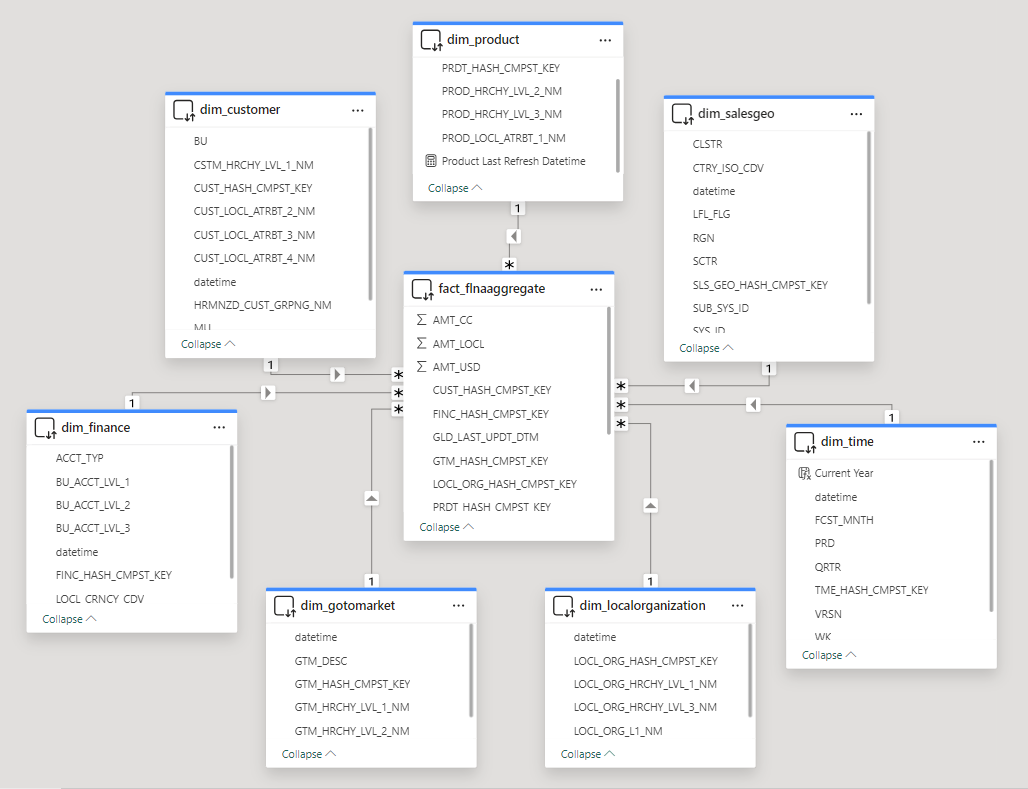 dim_product
...
PRDT_HASH_CMPST_KEY
PROD_HRCHY_LVL_2_NM
PROD_HRCHY_LVL_3_NM
PROD_LOCL_ATRBT_1_NM
Product Last Refresh Datetime
Collapse
1
*
dim_customer
...
BU
CSTM_HRCHY_LVL_1_NM
CUST_HASH_CMPST_KEY
CUST_LOCL_ATRBT_2_NM
CUST_LOCL_ATRBT_3_NM
CUST_LOCL_ATRBT_4_NM
datetime
HRMNZD_CUST_GRPNG_NM
MU
Collapse
1
*
dim_salesgeo
...
CLSTR
CTRY_ISO_CDV
datetime
LFL_FLG
RGN
SCTR
SLS_GEO_HASH_CMPST_KEY
SUB_SYS_ID
SYS_ID
Collapse
1
*
fact_flnaaggregate
...
Σ AMT_CC
Σ AMT_LOCL
Σ AMT_USD
CUST_HASH_CMPST_KEY
FINC_HASH_CMPST_KEY
GLD_LAST_UPDT_DTM
GTM_HASH_CMPST_KEY
LOCL_ORG_HASH_CMPST_KEY
PRDT_HASH_CMPST_KEY
Collapse
dim_finance
...
ACCT_TYP
BU_ACCT_LVL_1
BU_ACCT_LVL_2
BU_ACCT_LVL_3
datetime
FINC_HASH_CMPST_KEY
LOCL_CRNCY_CDV
Collapse
1
*
dim_time
...
Current Year
datetime
FCST_MNTH
PRD
QRTR
TME_HASH_CMPST_KEY
VRSN
WK
Collapse
1
*
dim_gotomarket
...
datetime
GTM_DESC
GTM_HASH_CMPST_KEY
GTM_HRCHY_LVL_1_NM
GTM_HRCHY_LVL_2_NM
Collapse
1
*
dim_localorganization
...
datetime
LOCL_ORG_HASH_CMPST_KEY
LOCL_ORG_HRCHY_LVL_1_NM
LOCL_ORG_HRCHY_LVL_3_NM
LOCL_ORG_L1_NM
Collapse
1
*